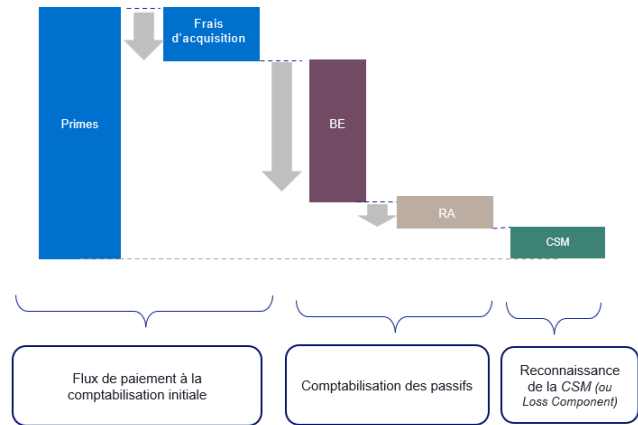 Primes
Frais
d'acquisition
BE
RA
CSM
Flux de paiement à la
comptabilisation initiale
Comptabilisation des passifs
Reconnaissance
de la CSM (ou
Loss Component)